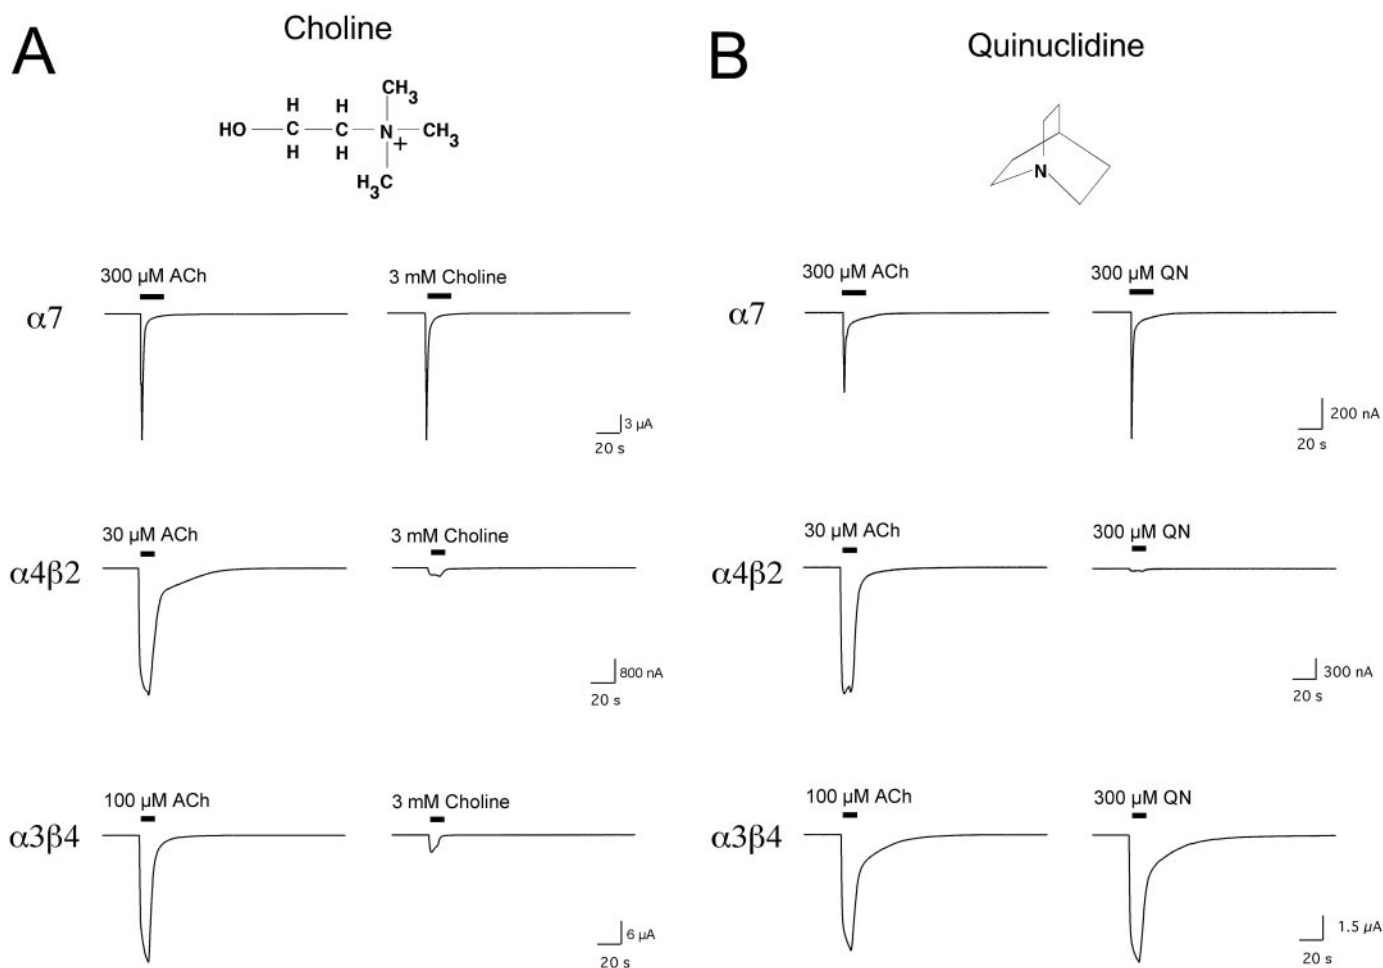 A
Choline
HO
H
C
H
H
C
H
CH3
N
+
CH3
H3C
α7
300 µM ACh
3 mM Choline
3 µA
20 s
α4β2
30 µM ACh
3 mM Choline
800 nA
20 s
α3β4
100 µM ACh
3 mM Choline
6 µA
20 s
B
Quinuclidine
N
α7
300 µM ACh
300 µM QN
200 nA
20 s
α4β2
30 µM ACh
300 µM QN
300 nA
20 s
α3β4
100 µM ACh
300 µM QN
1.5 µA
20 s